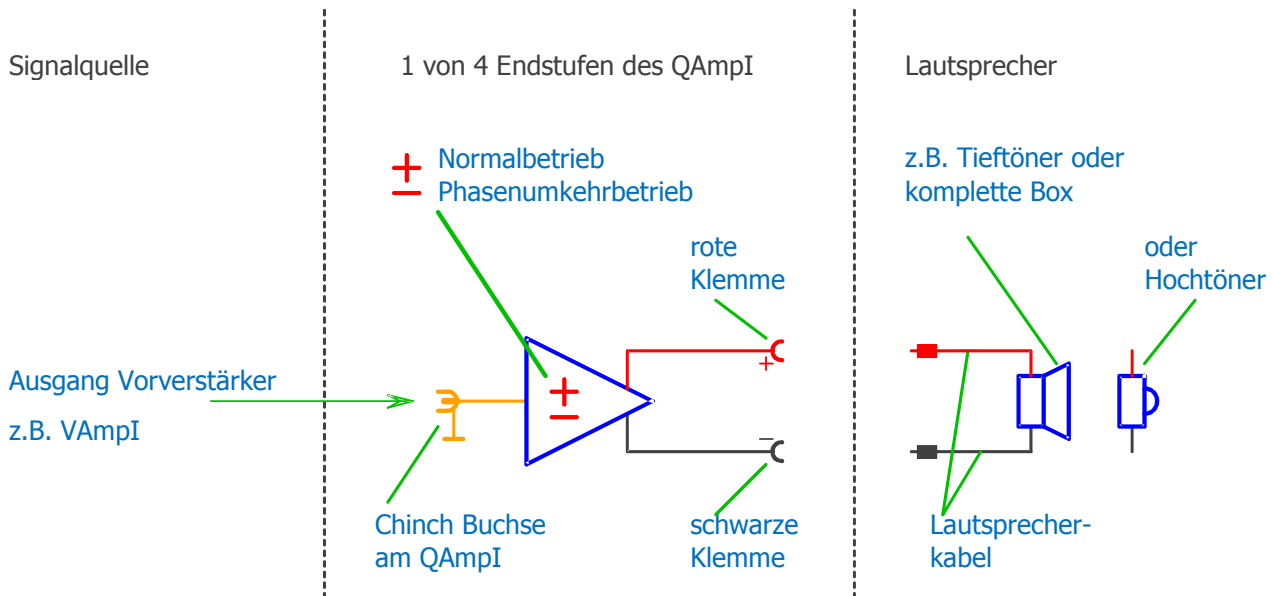 Signalquelle
1 von 4 Endstufen des QAmpI
Lautsprecher
+ Normalbetrieb
− Phasenumkehrbetrieb
z.B. Tieftöner oder
komplette Box
rote
Klemme
oder
Hochtöner
+
Ausgang Vorverstärker
z.B. VAmpI
+
−
−
Chinch Buchse
am QAmpI
schwarze
Klemme
Lautsprecher-
kabel